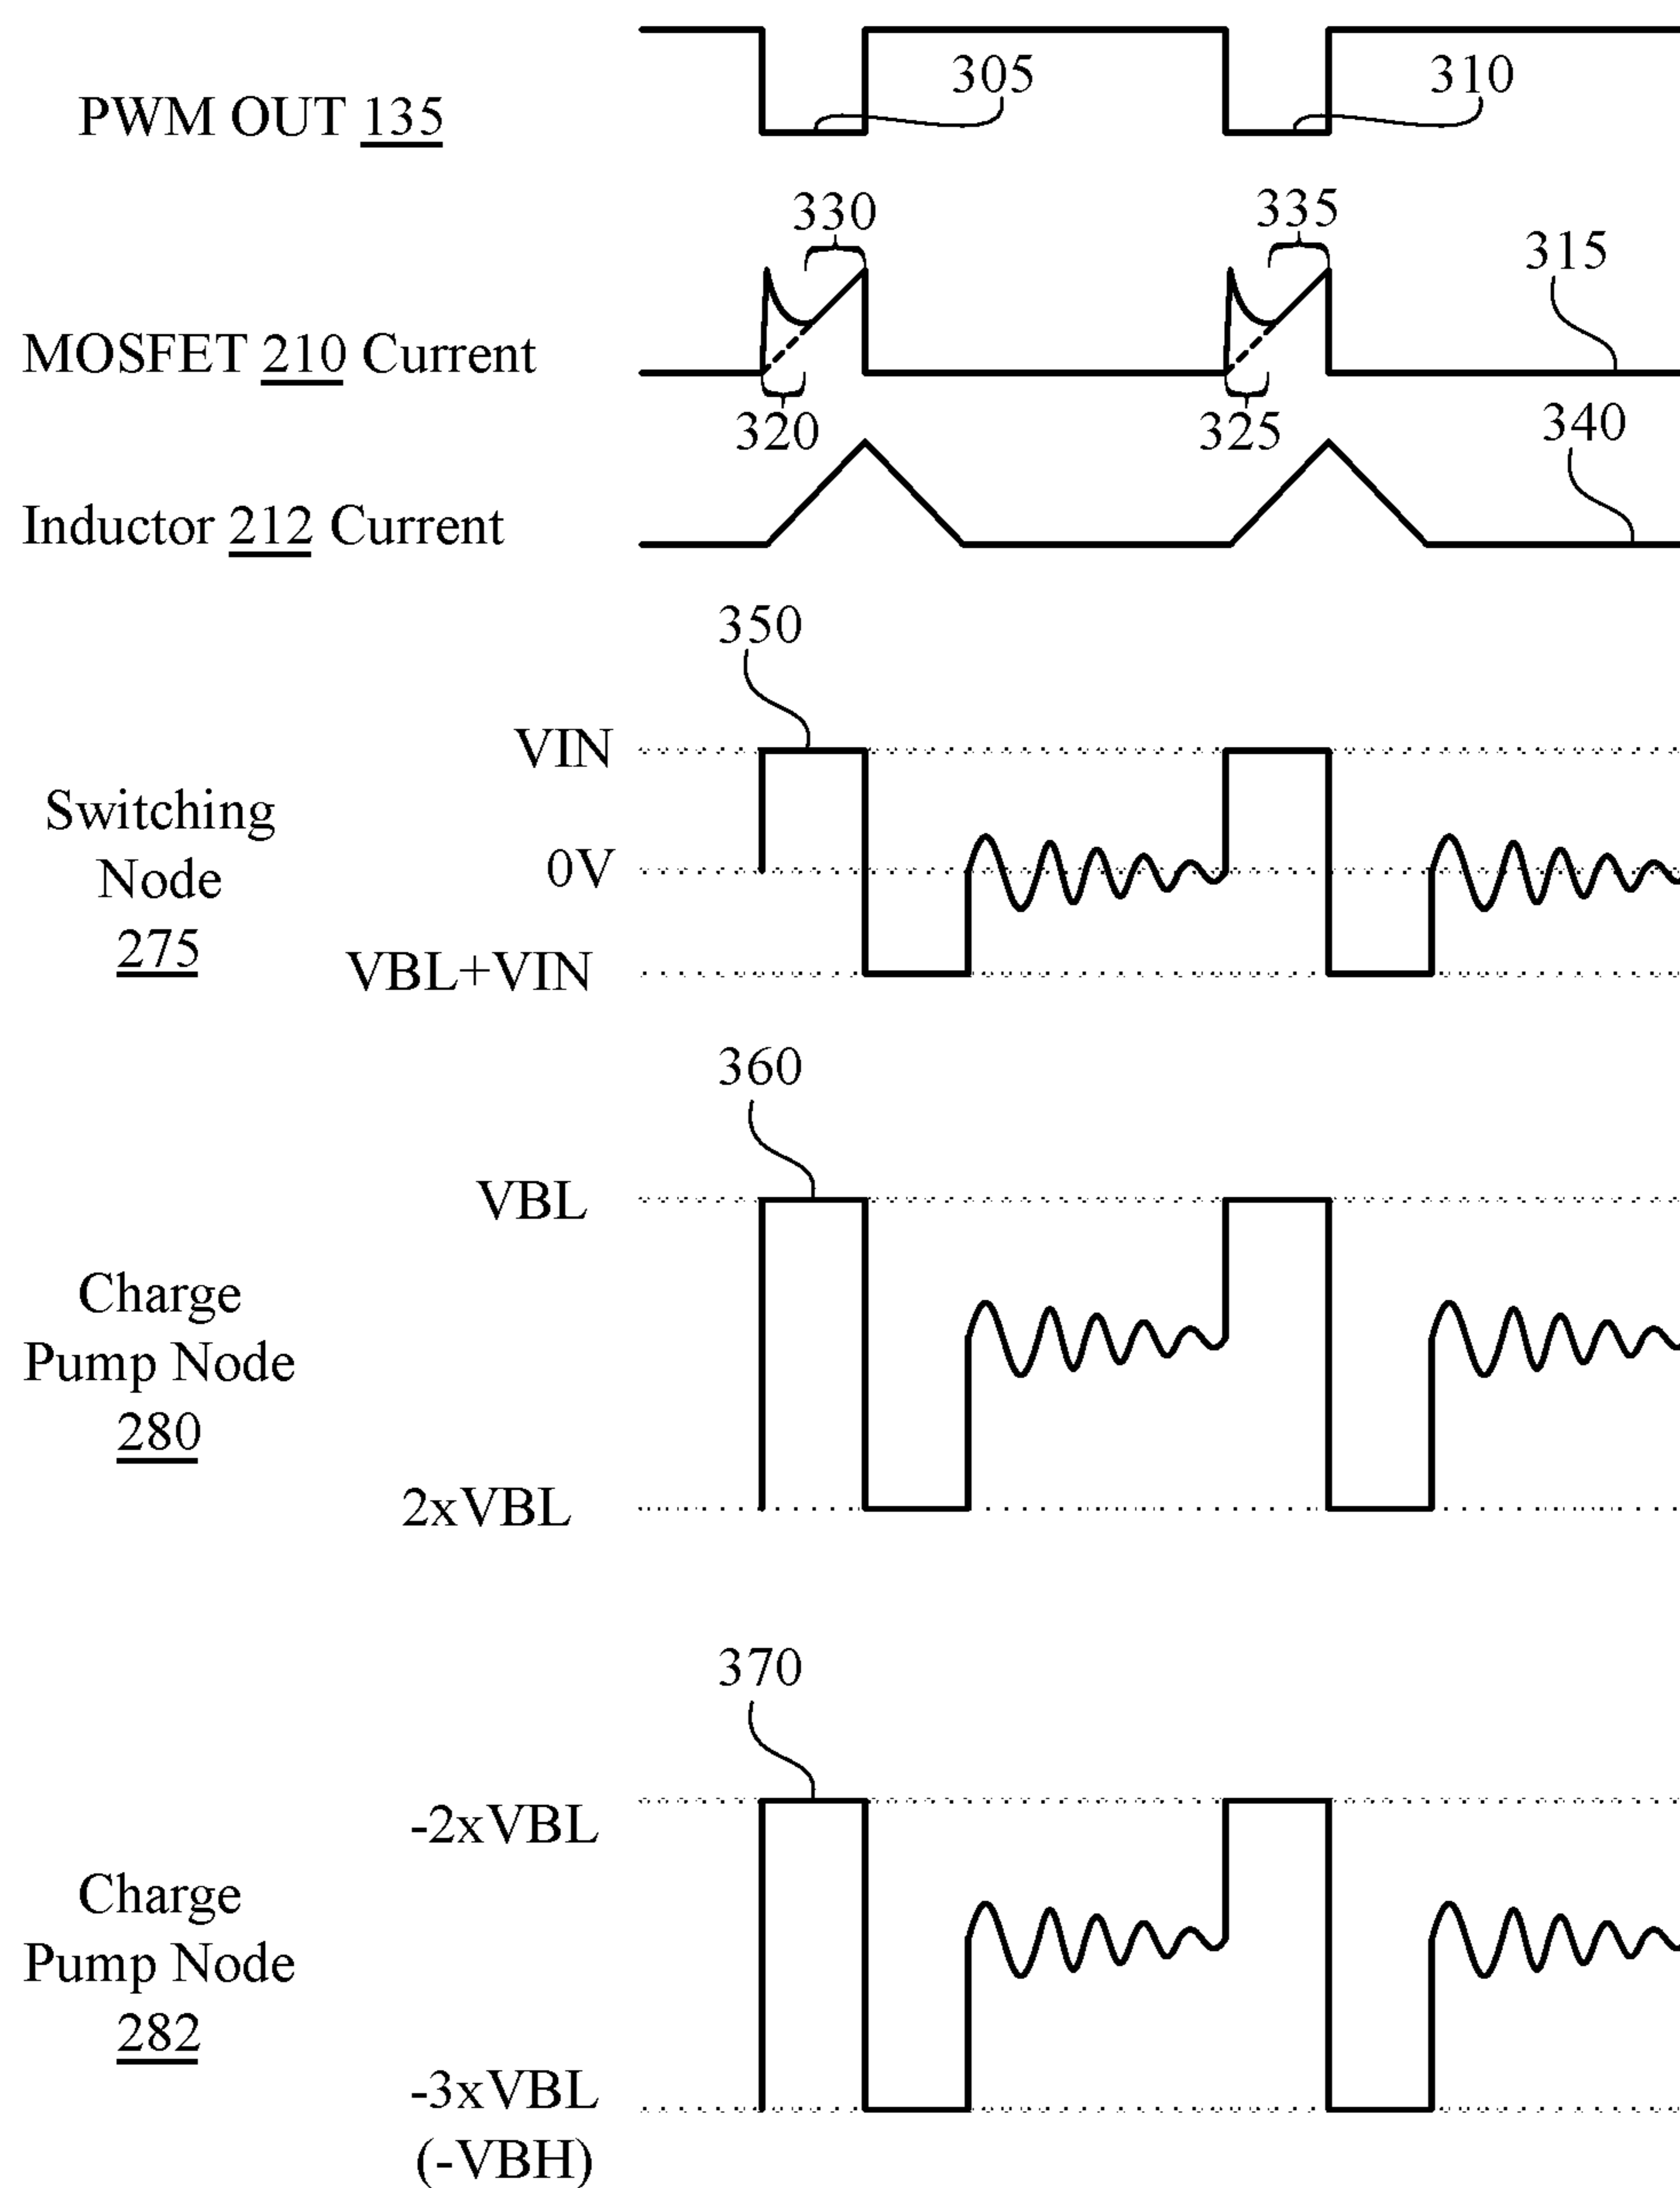 305
310
PWM OUT 135
330
335
315
MOSFET 210 Current
320
325
340
Inductor 212 Current
350
VIN
Switching
Node
275
0V
VBL+VIN
360
VBL
Charge
Pump Node
280
2xVBL
370
-2xVBL
Charge
Pump Node
282
-3xVBL
(-VBH)